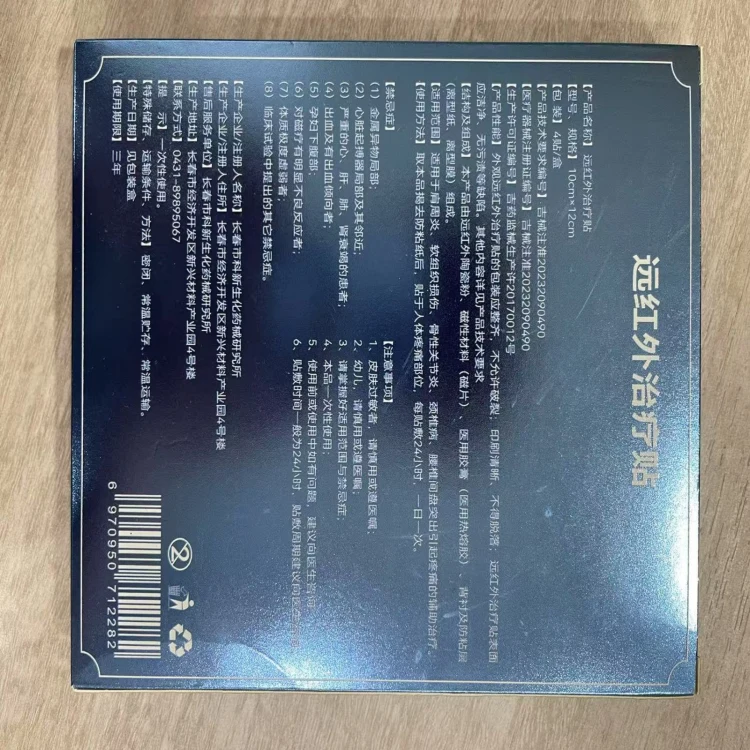 远红外治疗贴
【产品名称】远红外治疗贴
【型号、规格】10cm×12cm
【包 装】4贴/盒
【产品技术要求编号】吉械注准20232090490
【医疗器械注册证编号】吉械注准20232090490
【生产许可证编号】吉药监械生产许20170012号
【产品性能】外观远红外治疗贴的包装应整齐，不允许破裂；印刷清晰，不得脱落；远红外治疗贴表面
应洁净，无污渍等缺陷。其他内容详见产品技术要求
【结构及组成】本产品由远红外陶瓷粉、磁性材料（磁片）、医用胶膏（医用热熔胶）、背衬及防粘层
（离型纸、离型膜）组成。
【适用范围】适用于肩周炎、软组织损伤、骨性关节炎、颈椎病、腰椎间盘突出引起疼痛的辅助治疗。
【使用方法】取本品揭去防粘纸后，贴于人体疼痛部位，每贴敷24小时，一日一次。
【禁忌症】
（1）金属异物局部；
（2）心脏起搏器局部及其邻近；
（3）严重的心、肝、肺、肾衰竭的患者；
（4）出血及有出血倾向者；
（5）孕妇下腹部；
（6）对磁疗有明显不良反应者；
（7）体质极度虚弱者；
（8）临床试验中提出的其它禁忌症。
【注意事项】
1、皮肤过敏者，请慎用或遵医嘱；
2、幼儿，请慎用或遵医嘱；
3、请掌握好适用范围与禁忌症；
4、本品一次性使用；
5、使用前或使用中如有问题，建议向医生咨询；
6、贴敷时间一般为24小时，贴敷周期建议向医生咨询
【生产企业/注册人名称】长春市科新生化药械研究所
【生产企业/注册人住所】长春市经济开发区新兴材料产业园4号楼
【售后服务单位】长春市科新生化药械研究所
【生产地址】长春市经济开发区新兴材料产业园4号楼
【联系方式】0431-89895067
【提 示】一次性使用。
【特殊储存、运输条件、方法】密闭、常温贮存、常温运输。
【生产日期】见包装盒
【使用期限】三年
6 970950 712282